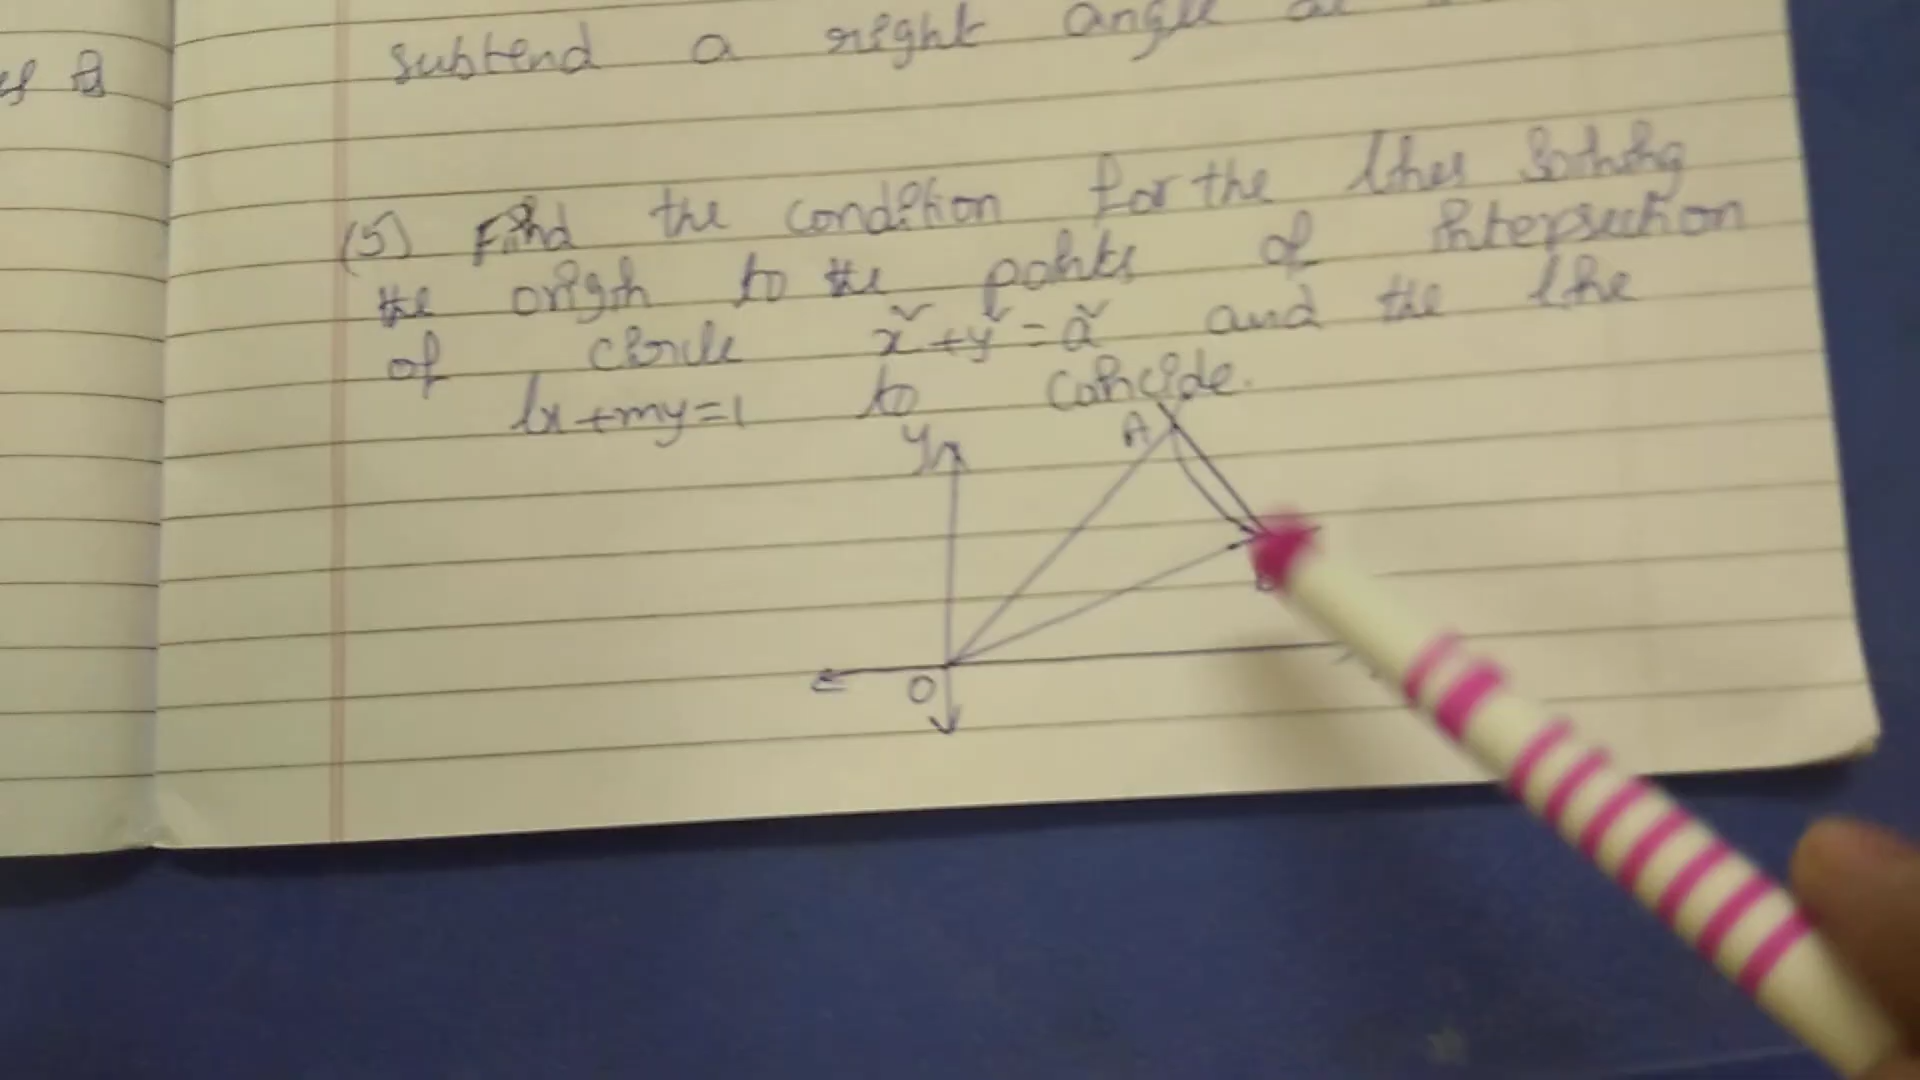 of B
subtend a right angle at
(5) Find the condition for the lines Joining
the origin to the points of intersection
of circle x²+y²=a² and the line
lx+my=1 to coincide.
y
A
B
O